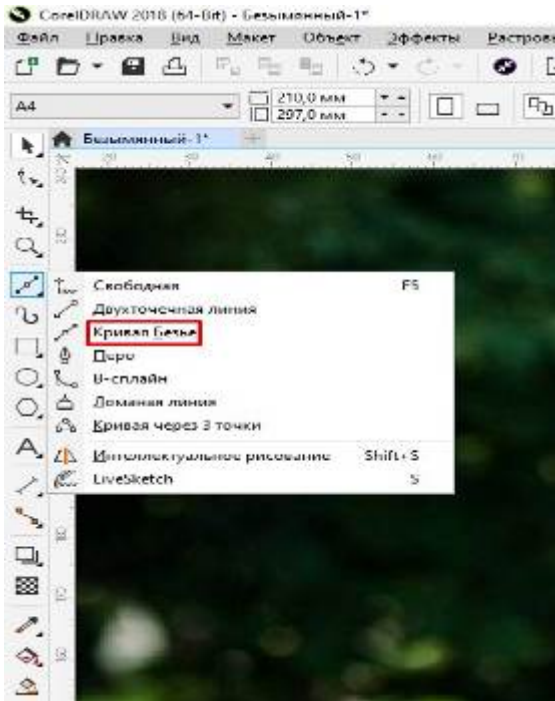 CorelDRAW 2018 (64-Bit) - Безымянный-1*
Файл Правка Вид Макет Объект Эффекты Растров
A4 210,0 мм
297,0 мм
Безымянный-1*
Свободная F5
Двухточечная линия
Кривая Безье
Перо
B-сплайн
Ломаная линия
Кривая через 3 точки
Интеллектуальное рисование Shift+S
LiveSketch S